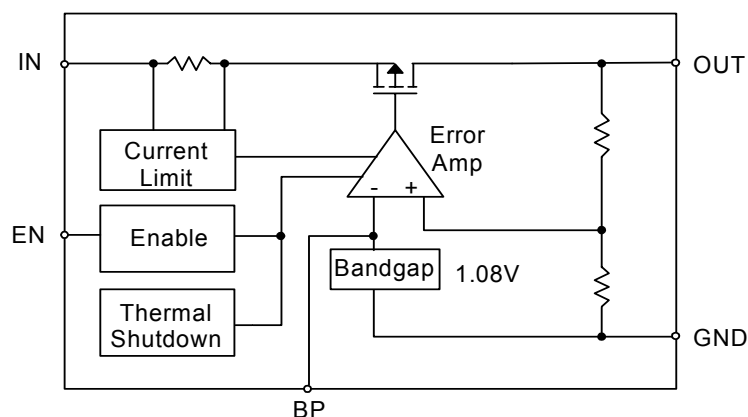 IN
OUT
Error
Amp
Current
Limit
- +
EN
Enable
Bandgap
1.08V
Thermal
Shutdown
GND
BP